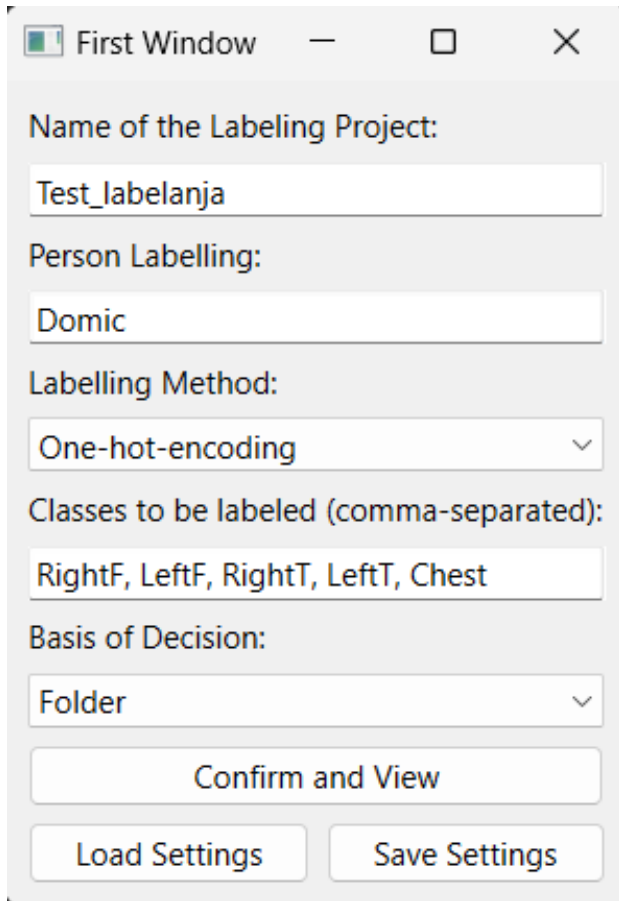 First Window
Name of the Labeling Project:
Test_labelanja
Person Labelling:
Domic
Labelling Method:
One-hot-encoding
Classes to be labeled (comma-separated):
RightF, LeftF, RightT, LeftT, Chest
Basis of Decision:
Folder
Confirm and View
Load Settings Save Settings